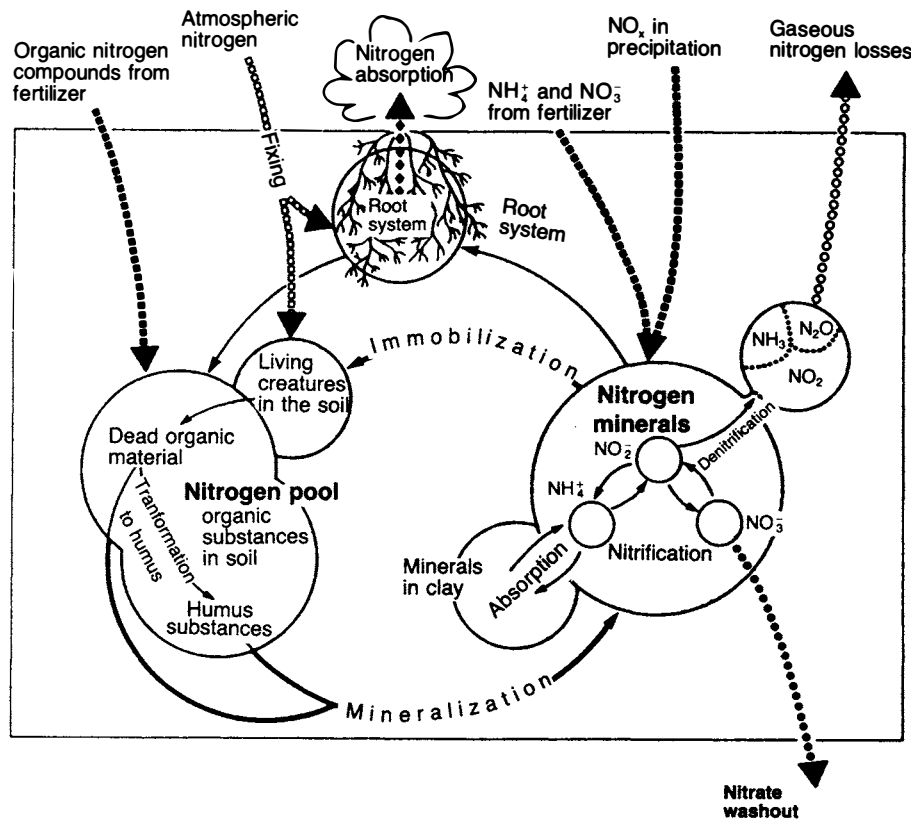 Organic nitrogen
compounds from
fertilizer
Atmospheric
nitrogen
Nitrogen
absorption
NH₄⁺ and NO₃⁻
from fertilizer
NOₓ in
precipitation
Gaseous
nitrogen losses
Fixing
Root
system
Root
system
Immobilization
Living
creatures
in the soil
NH₃
N₂O
NO₂
Dead organic
material
Nitrogen pool
organic
substances
in soil
Tranformation
to humus
Humus
substances
Nitrogen
minerals
NO₂⁻
Denitrification
NH₄⁺
NO₃⁻
Nitrification
Minerals
in clay
Absorption
Mineralization
Nitrate
washout